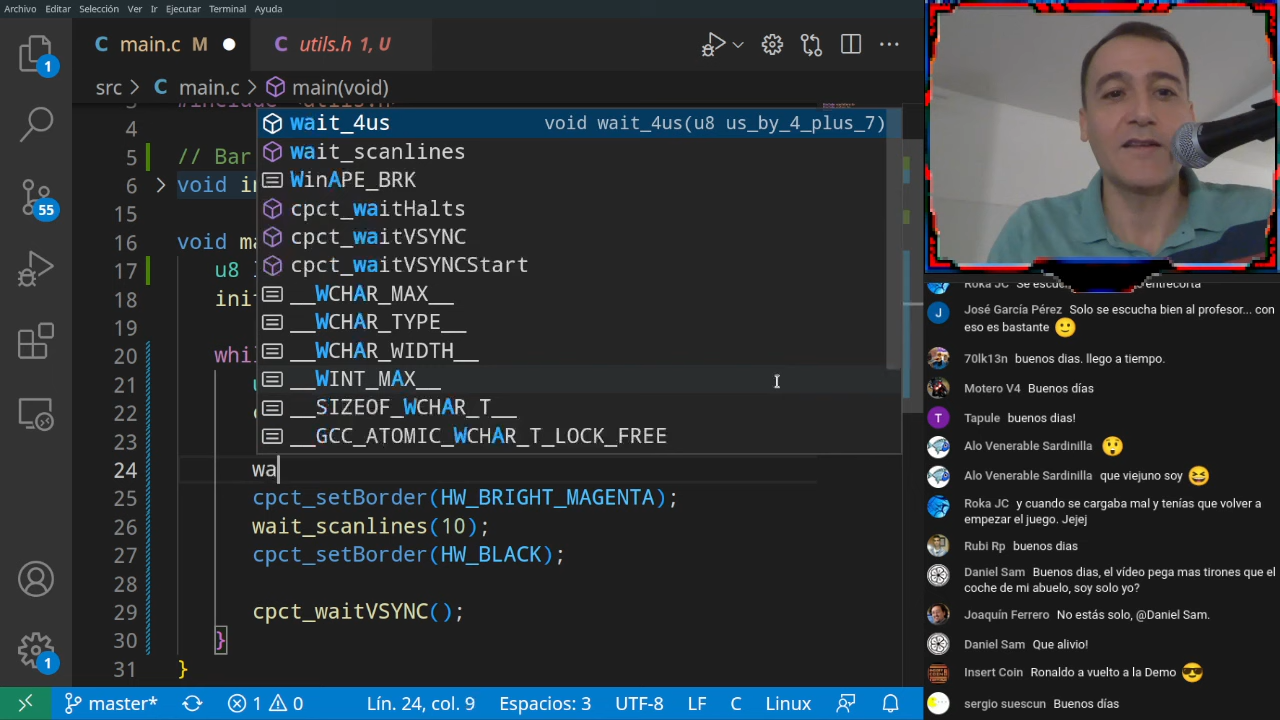 Archivo Editar Selección Ver Ir Ejecutar Terminal Ayuda
main.c M
utils.h 1, U
src > main.c > main(void)
4
5 // Bar
6 void
15
16 void
17 u8
18
19
20
21
22
23
24 wa
25 cpct_setBorder(HW_BRIGHT_MAGENTA);
26 wait_scanlines(10);
27 cpct_setBorder(HW_BLACK);
28
29 cpct_waitVSYNC();
30 }
31 }
wait_4us void wait_4us(u8 us_by_4_plus_7)
wait_scanlines
WinAPE_BRK
cpct_waitHalts
cpct_waitVSYNC
cpct_waitVSYNCStart
__WCHAR_MAX__
__WCHAR_TYPE__
__WCHAR_WIDTH__
__WINT_MAX__
__SIZEOF_WCHAR_T__
__GCC_ATOMIC_WCHAR_T_LOCK_FREE
1
55
1
master* 1 0 Lín. 24, col. 9 Espacios: 3 UTF-8 LF C Linux
Roka JC
José García Pérez Solo se escucha bien al profesor... con
eso es bastante 🙂
70lk13n buenos dias. llego a tiempo.
Motero V4 Buenos días
Tapule buenos dias!
Alo Venerable Sardinilla 😲
Alo Venerable Sardinilla que viejuno soy 😆
Roka JC y cuando se cargaba mal y tenías que volver a
empezar el juego. Jejej
Rubi Rp buenos dias
Daniel Sam Buenos dias, el vídeo pega mas tirones que el
coche de mi abuelo, soy solo yo?
Joaquín Ferrero No estás solo, @Daniel Sam.
Daniel Sam Que alivio!
Insert Coin Ronaldo a vuelto a la Demo 😎
sergio suescun Buenos días